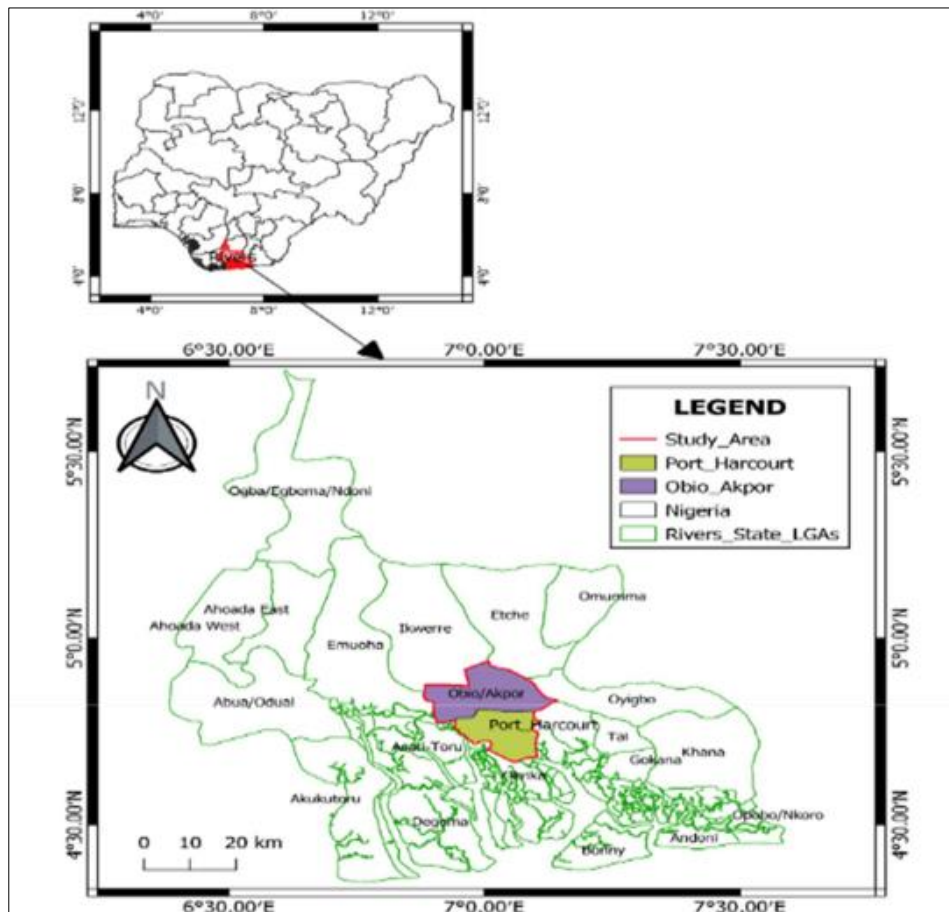 4°0' 8°0' 12°0'
12°0' 12°0'
8°0' 8°0'
Rivers
4°0' 4°0'
4°0' 8°0' 12°0'
6°30.00'E 7°0.00'E 7°30.00'E
N
LEGEND
Study_Area
Port_Harcourt
Obio_Akpor
Nigeria
Rivers_State_LGAs
5°30.00'N 5°30.00'N
Ogba/Egbema/Ndoni
Omumma
Ahoada East
Etche
Ahoada West
Ikwerre
Emuoha
5°0.00'N 5°0.00'N
Obio/Akpor
Oyigbo
Abua/Odual
Port_Harcourt
Tai
Khana
Gokana
Akukutoru
Degema
Opobo/Nkoro
Andoni
Bonny
4°30.00'N 4°30.00'N
0 10 20 km
6°30.00'E 7°0.00'E 7°30.00'E